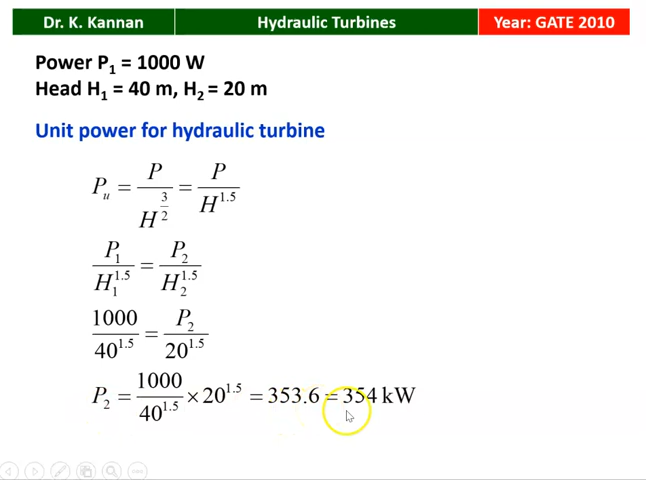 Dr. K. Kannan Hydraulic Turbines Year: GATE 2010
Power P₁ = 1000 W
Head H₁ = 40 m, H₂ = 20 m
Unit power for hydraulic turbine
P_u = P / H^(3/2) = P / H^1.5
P₁ / H₁^1.5 = P₂ / H₂^1.5
1000 / 40^1.5 = P₂ / 20^1.5
P₂ = 1000 / 40^1.5 × 20^1.5 = 353.6 = 354 kW